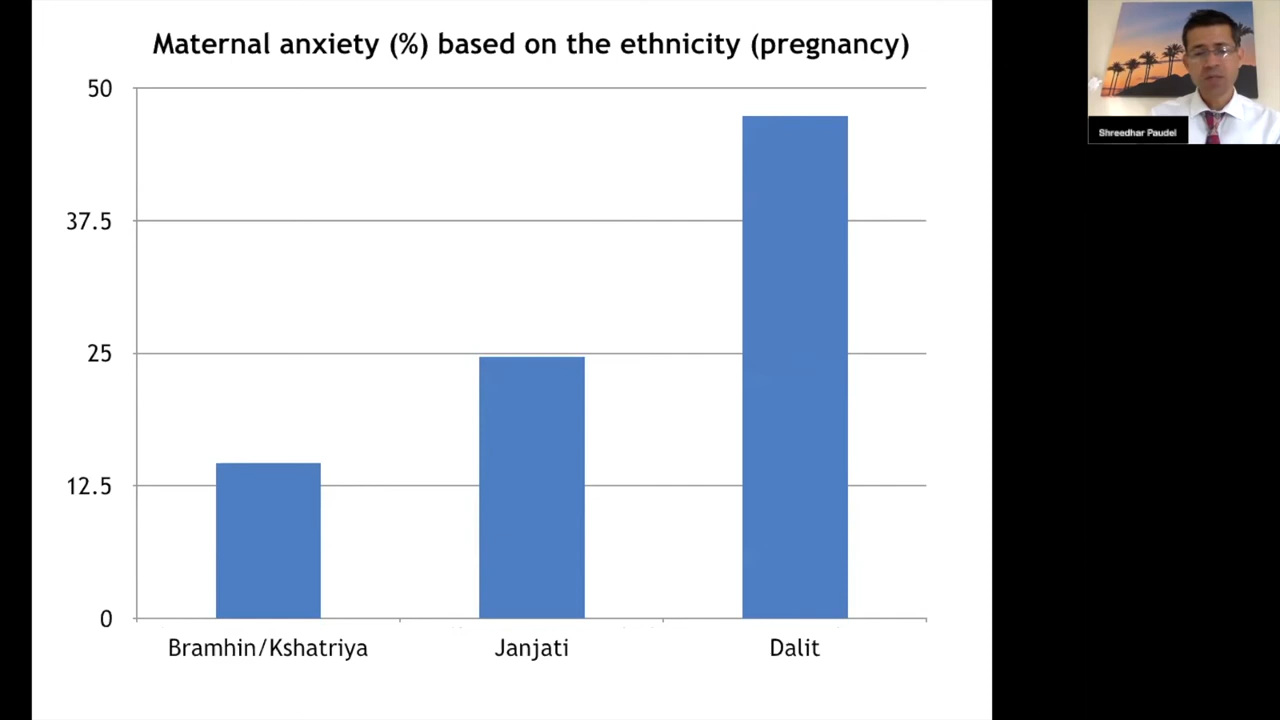 Maternal anxiety (%) based on the ethnicity (pregnancy)
50
37.5
25
12.5
0
Bramhin/Kshatriya
Janjati
Dalit
Shreedhar Paudel